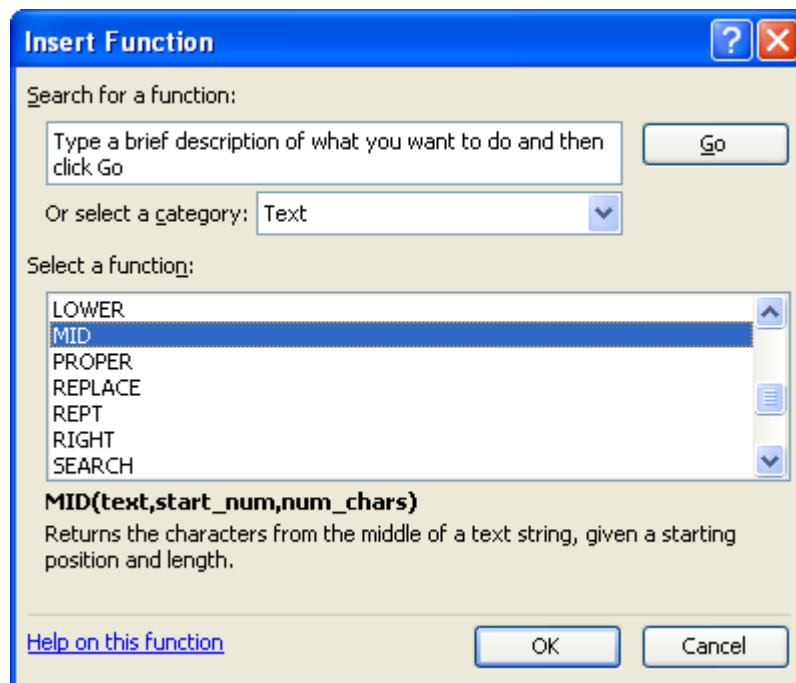 Insert Function
Search for a function:
Type a brief description of what you want to do and then
click Go
Go
Or select a category: Text
Select a function:
LOWER
MID
PROPER
REPLACE
REPT
RIGHT
SEARCH
MID(text,start_num,num_chars)
Returns the characters from the middle of a text string, given a starting
position and length.
Help on this function
OK
Cancel